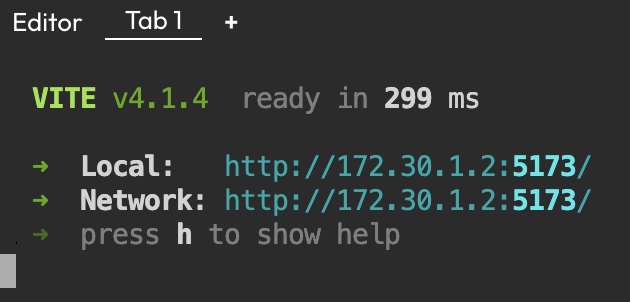 Editor Tab 1 +
VITE v4.1.4 ready in 299 ms
➜ Local: http://172.30.1.2:5173/
➜ Network: http://172.30.1.2:5173/
➜ press h to show help